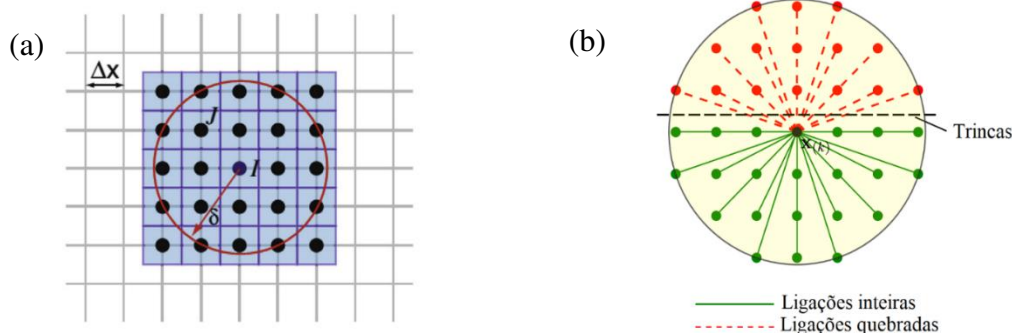 (a)
Δx
J
I
δ
(b)
Trincas
x(k)
Ligações inteiras
Ligações quebradas